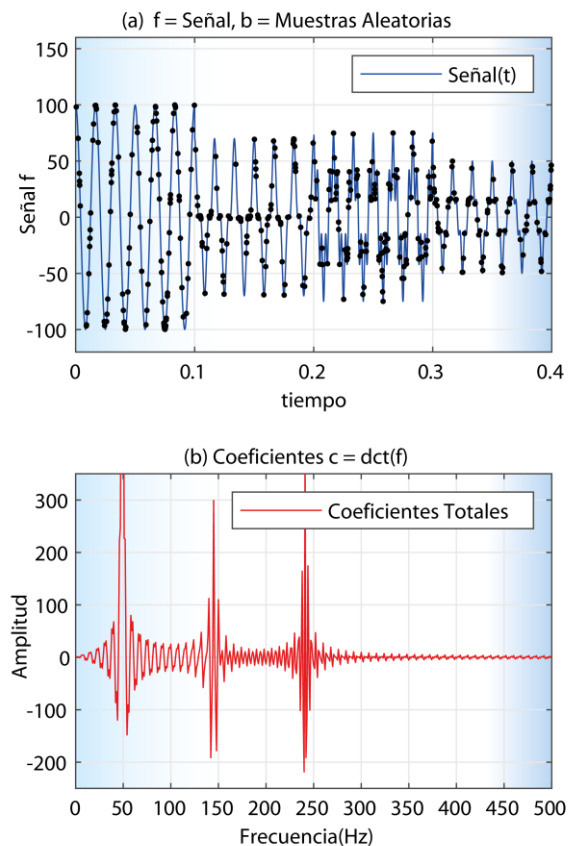 (a) f = Señal, b = Muestras Aleatorias
150
100
50
0
-50
-100
Señal f
Señal(t)
0 0.1 0.2 0.3 0.4
tiempo
(b) Coeficientes c = dct(f)
300
200
100
0
-100
-200
Amplitud
Coeficientes Totales
0 50 100 150 200 250 300 350 400 450 500
Frecuencia(Hz)